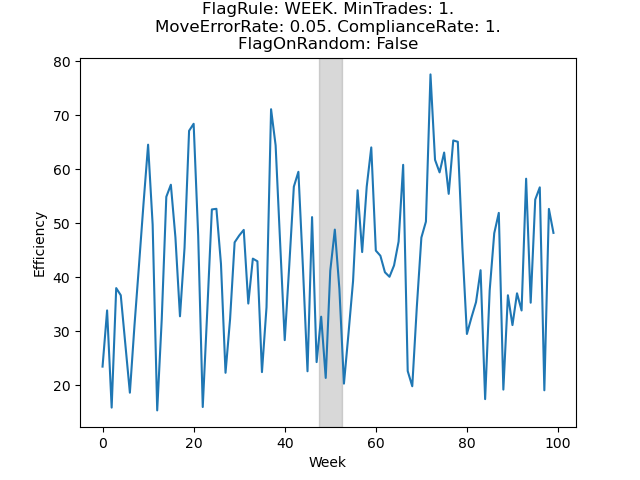 FlagRule: WEEK. MinTrades: 1.
MoveErrorRate: 0.05. ComplianceRate: 1.
FlagOnRandom: False
80
70
60
50
40
30
20
Efficiency
0 20 40 60 80 100
Week